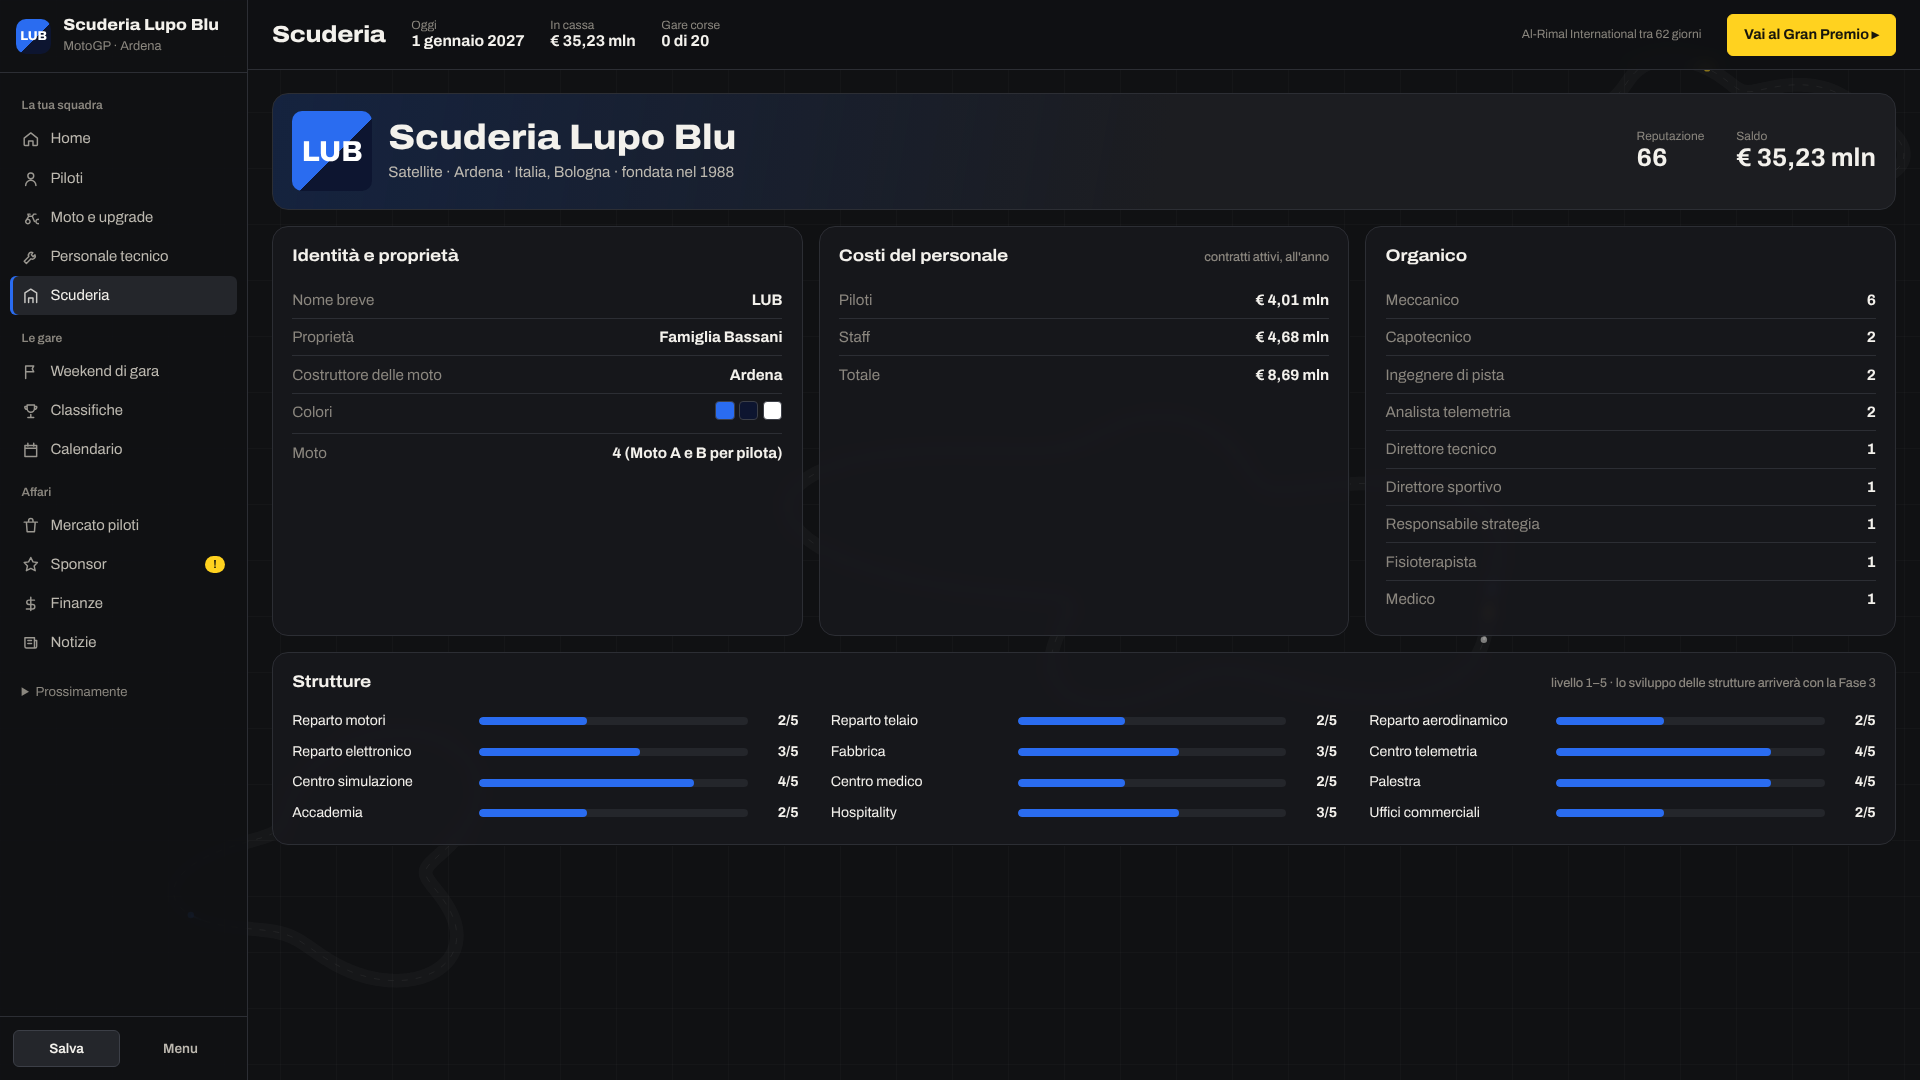 LUB
Scuderia Lupo Blu
MotoGP · Ardena
Scuderia
Oggi
1 gennaio 2027
In cassa
€ 35,23 mln
Gare corse
0 di 20
Al-Rimal International tra 62 giorni
Vai al Gran Premio ▸
La tua squadra
Home
Piloti
Moto e upgrade
Personale tecnico
Scuderia
Le gare
Weekend di gara
Classifiche
Calendario
Affari
Mercato piloti
Sponsor !
Finanze
Notizie
▸ Prossimamente
Salva
Menu
LUB
Scuderia Lupo Blu
Satellite · Ardena · Italia, Bologna · fondata nel 1988
Reputazione
66
Saldo
€ 35,23 mln
Identità e proprietà
Nome breve LUB
Proprietà Famiglia Bassani
Costruttore delle moto Ardena
Colori
Moto 4 (Moto A e B per pilota)
Costi del personale contratti attivi, all'anno
Piloti € 4,01 mln
Staff € 4,68 mln
Totale € 8,69 mln
Organico
Meccanico 6
Capotecnico 2
Ingegnere di pista 2
Analista telemetria 2
Direttore tecnico 1
Direttore sportivo 1
Responsabile strategia 1
Fisioterapista 1
Medico 1
Strutture livello 1–5 · lo sviluppo delle strutture arriverà con la Fase 3
Reparto motori 2/5 Reparto telaio 2/5 Reparto aerodinamico 2/5
Reparto elettronico 3/5 Fabbrica 3/5 Centro telemetria 4/5
Centro simulazione 4/5 Centro medico 2/5 Palestra 4/5
Accademia 2/5 Hospitality 3/5 Uffici commerciali 2/5